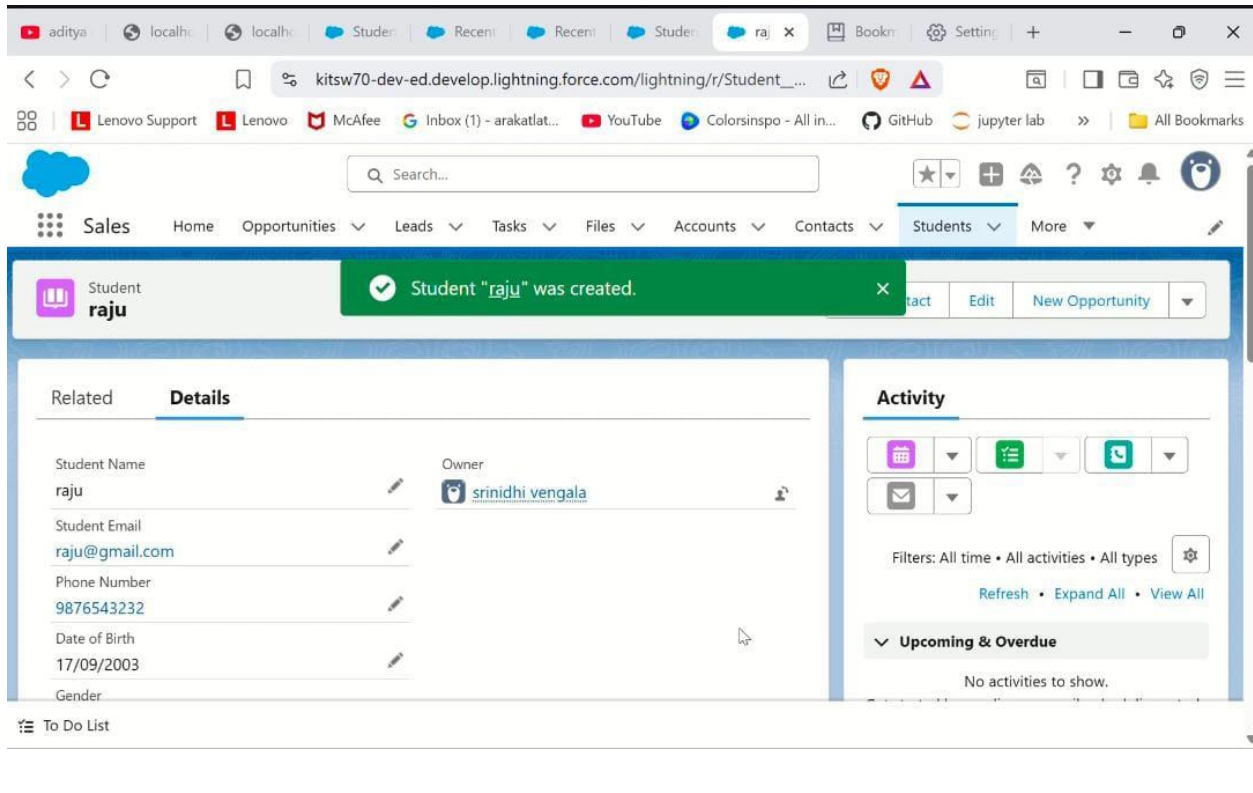 aditya localho localho Studen Recent Recent Studen raj Bookm Setting
kitsw70-dev-ed.develop.lightning.force.com/lightning/r/Student__...
Lenovo Support Lenovo McAfee Inbox (1) - arakatlat... YouTube Colorsinspo - All in... GitHub jupyter lab » All Bookmarks
Search...
Sales Home Opportunities Leads Tasks Files Accounts Contacts Students More
Student
raju
Student "raju" was created.
tact Edit New Opportunity
Related Details
Activity
Student Name
raju
Owner
srinidhi vengala
Student Email
raju@gmail.com
Phone Number
9876543232
Date of Birth
17/09/2003
Gender
Filters: All time • All activities • All types
Refresh • Expand All • View All
Upcoming & Overdue
No activities to show.
To Do List